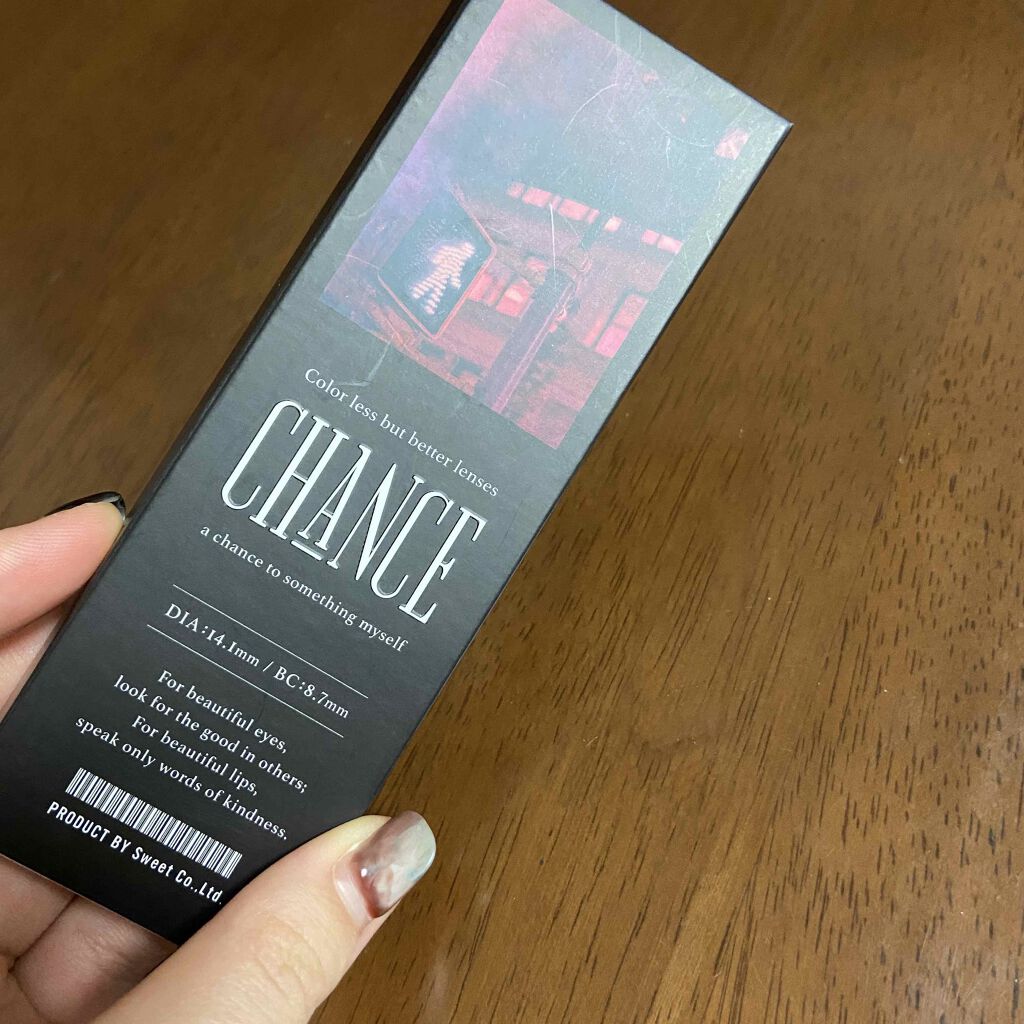 Color less but better lenses
CHANCE
a chance to something myself
DIA:14.1mm / BC:8.7mm
For beautiful eyes,
look for the good in others;
For beautiful lips,
speak only words of kindness.
PRODUCT BY Sweet Co.,Ltd.